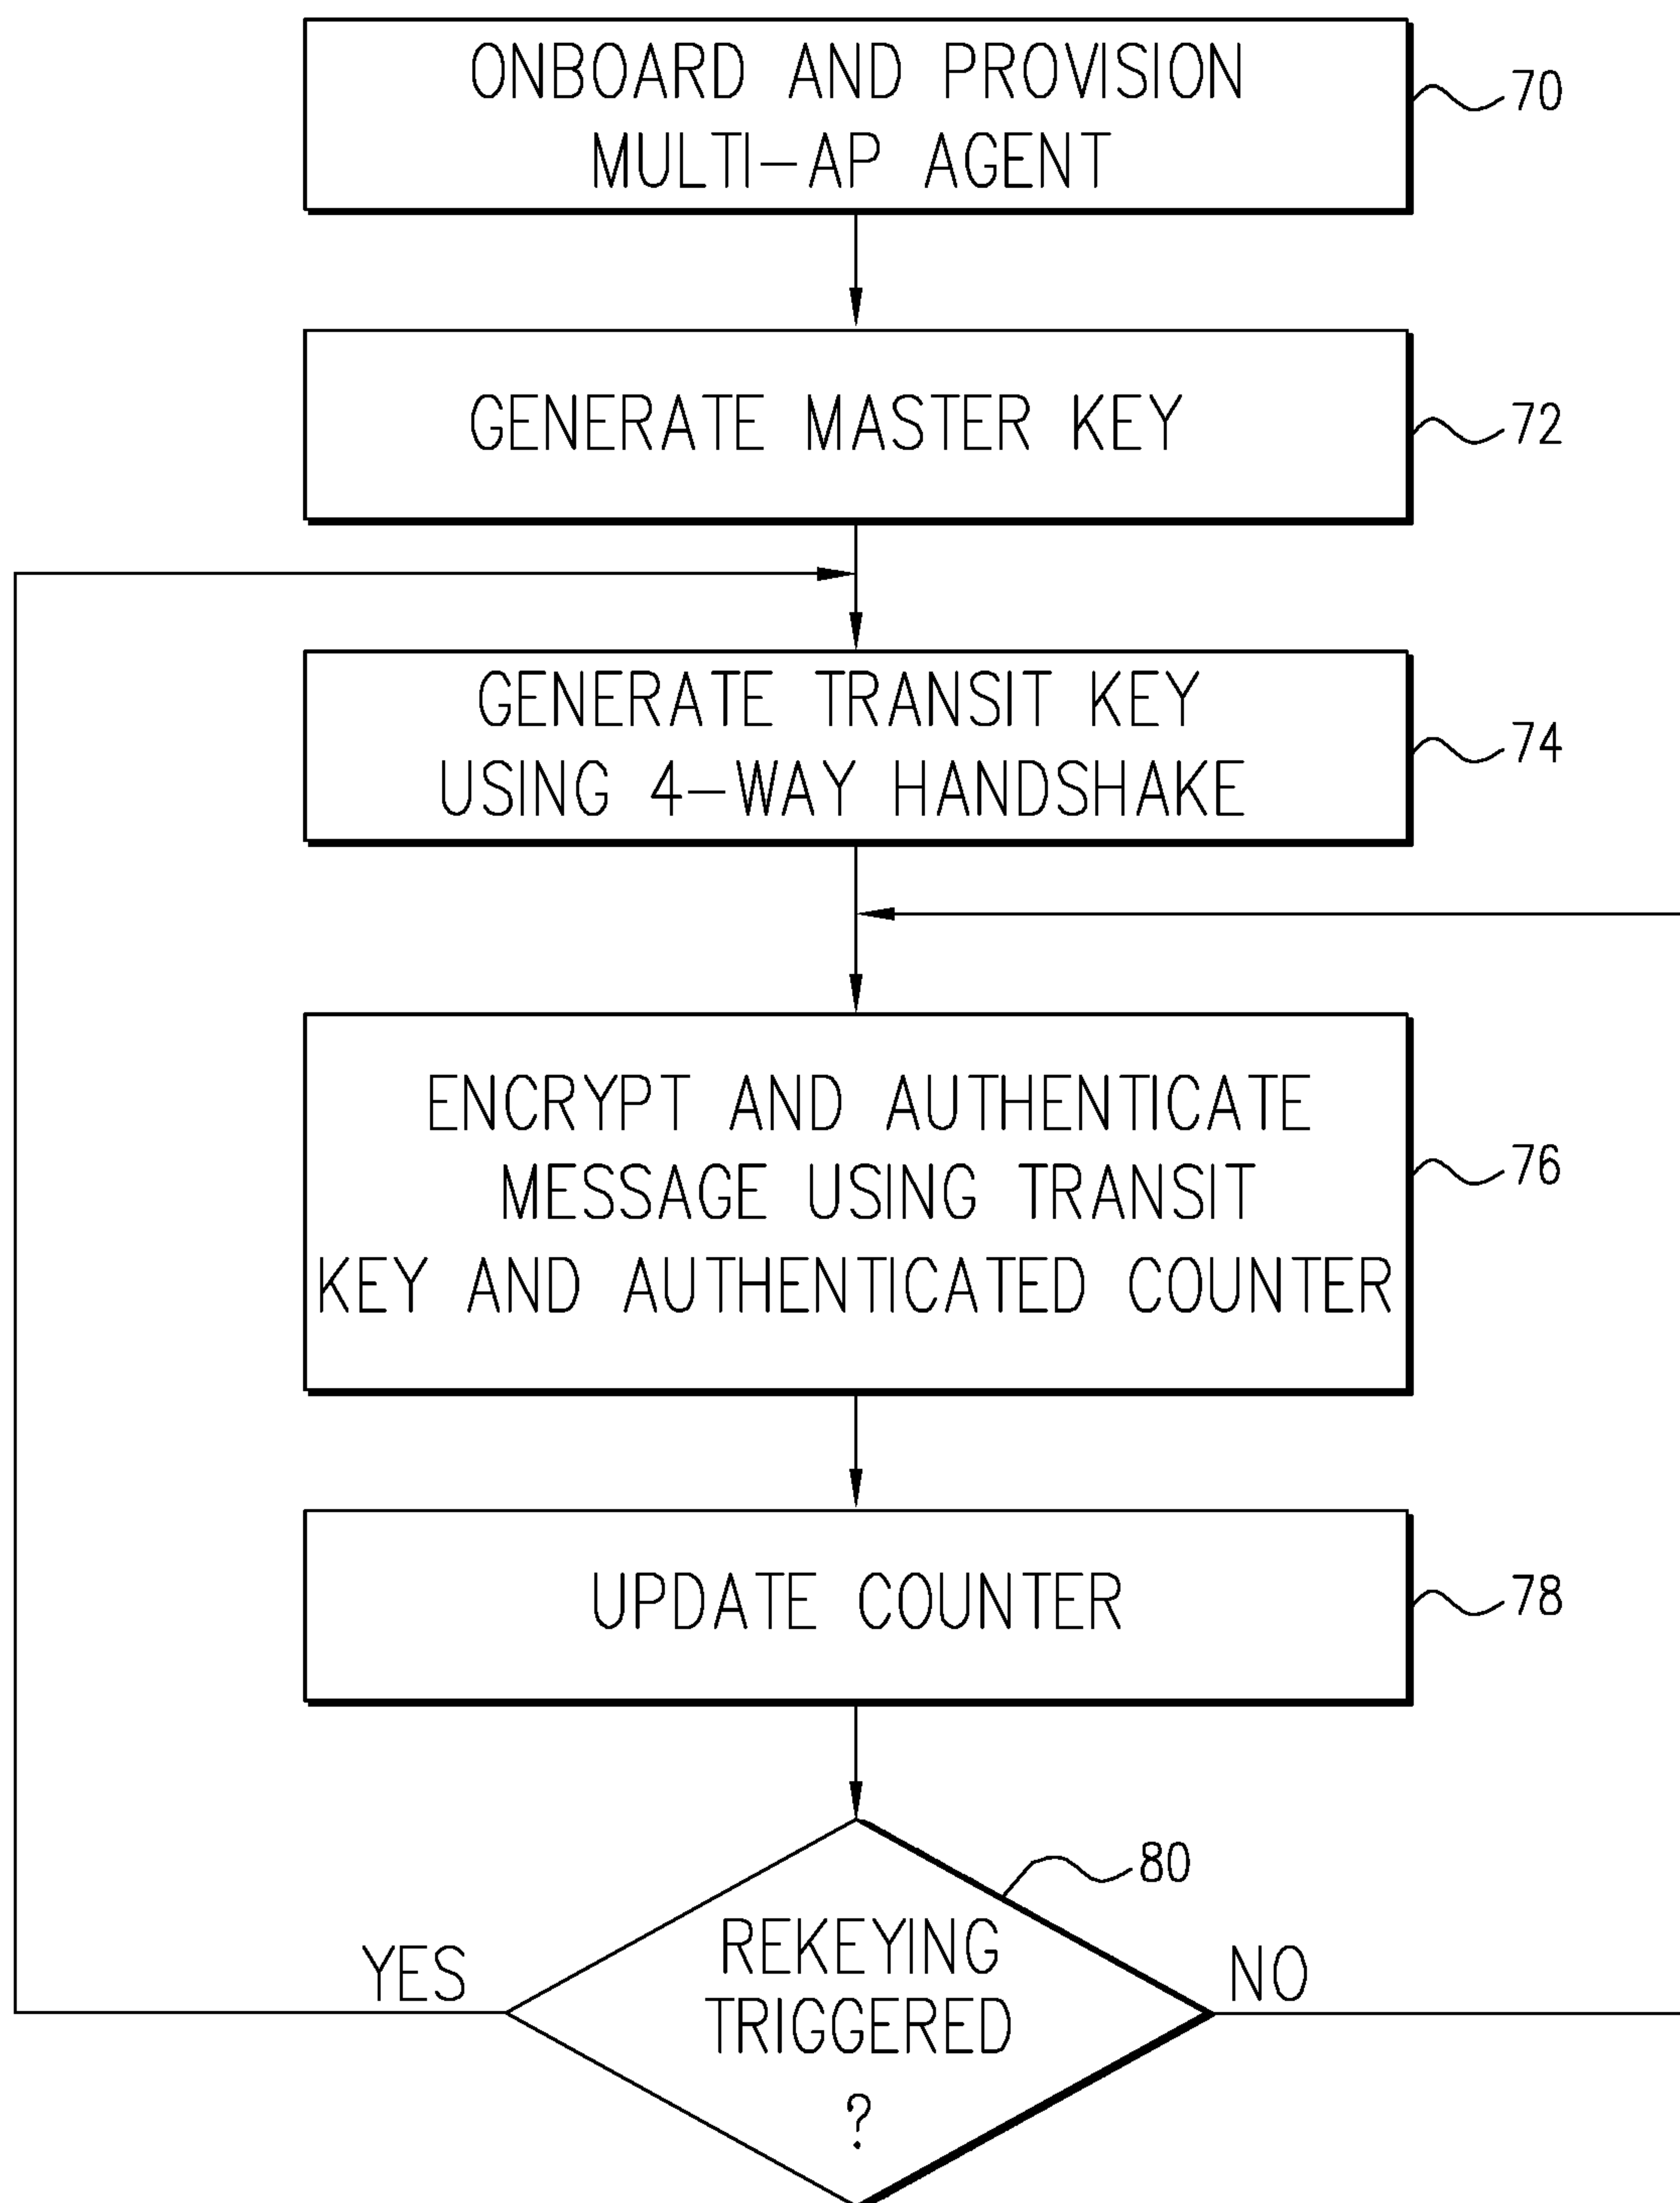 ONBOARD AND PROVISION
MULTI-AP AGENT
70
GENERATE MASTER KEY
72
GENERATE TRANSIT KEY
USING 4-WAY HANDSHAKE
74
ENCRYPT AND AUTHENTICATE
MESSAGE USING TRANSIT
KEY AND AUTHENTICATED COUNTER
76
UPDATE COUNTER
78
80
REKEYING
TRIGGERED
?
YES
NO